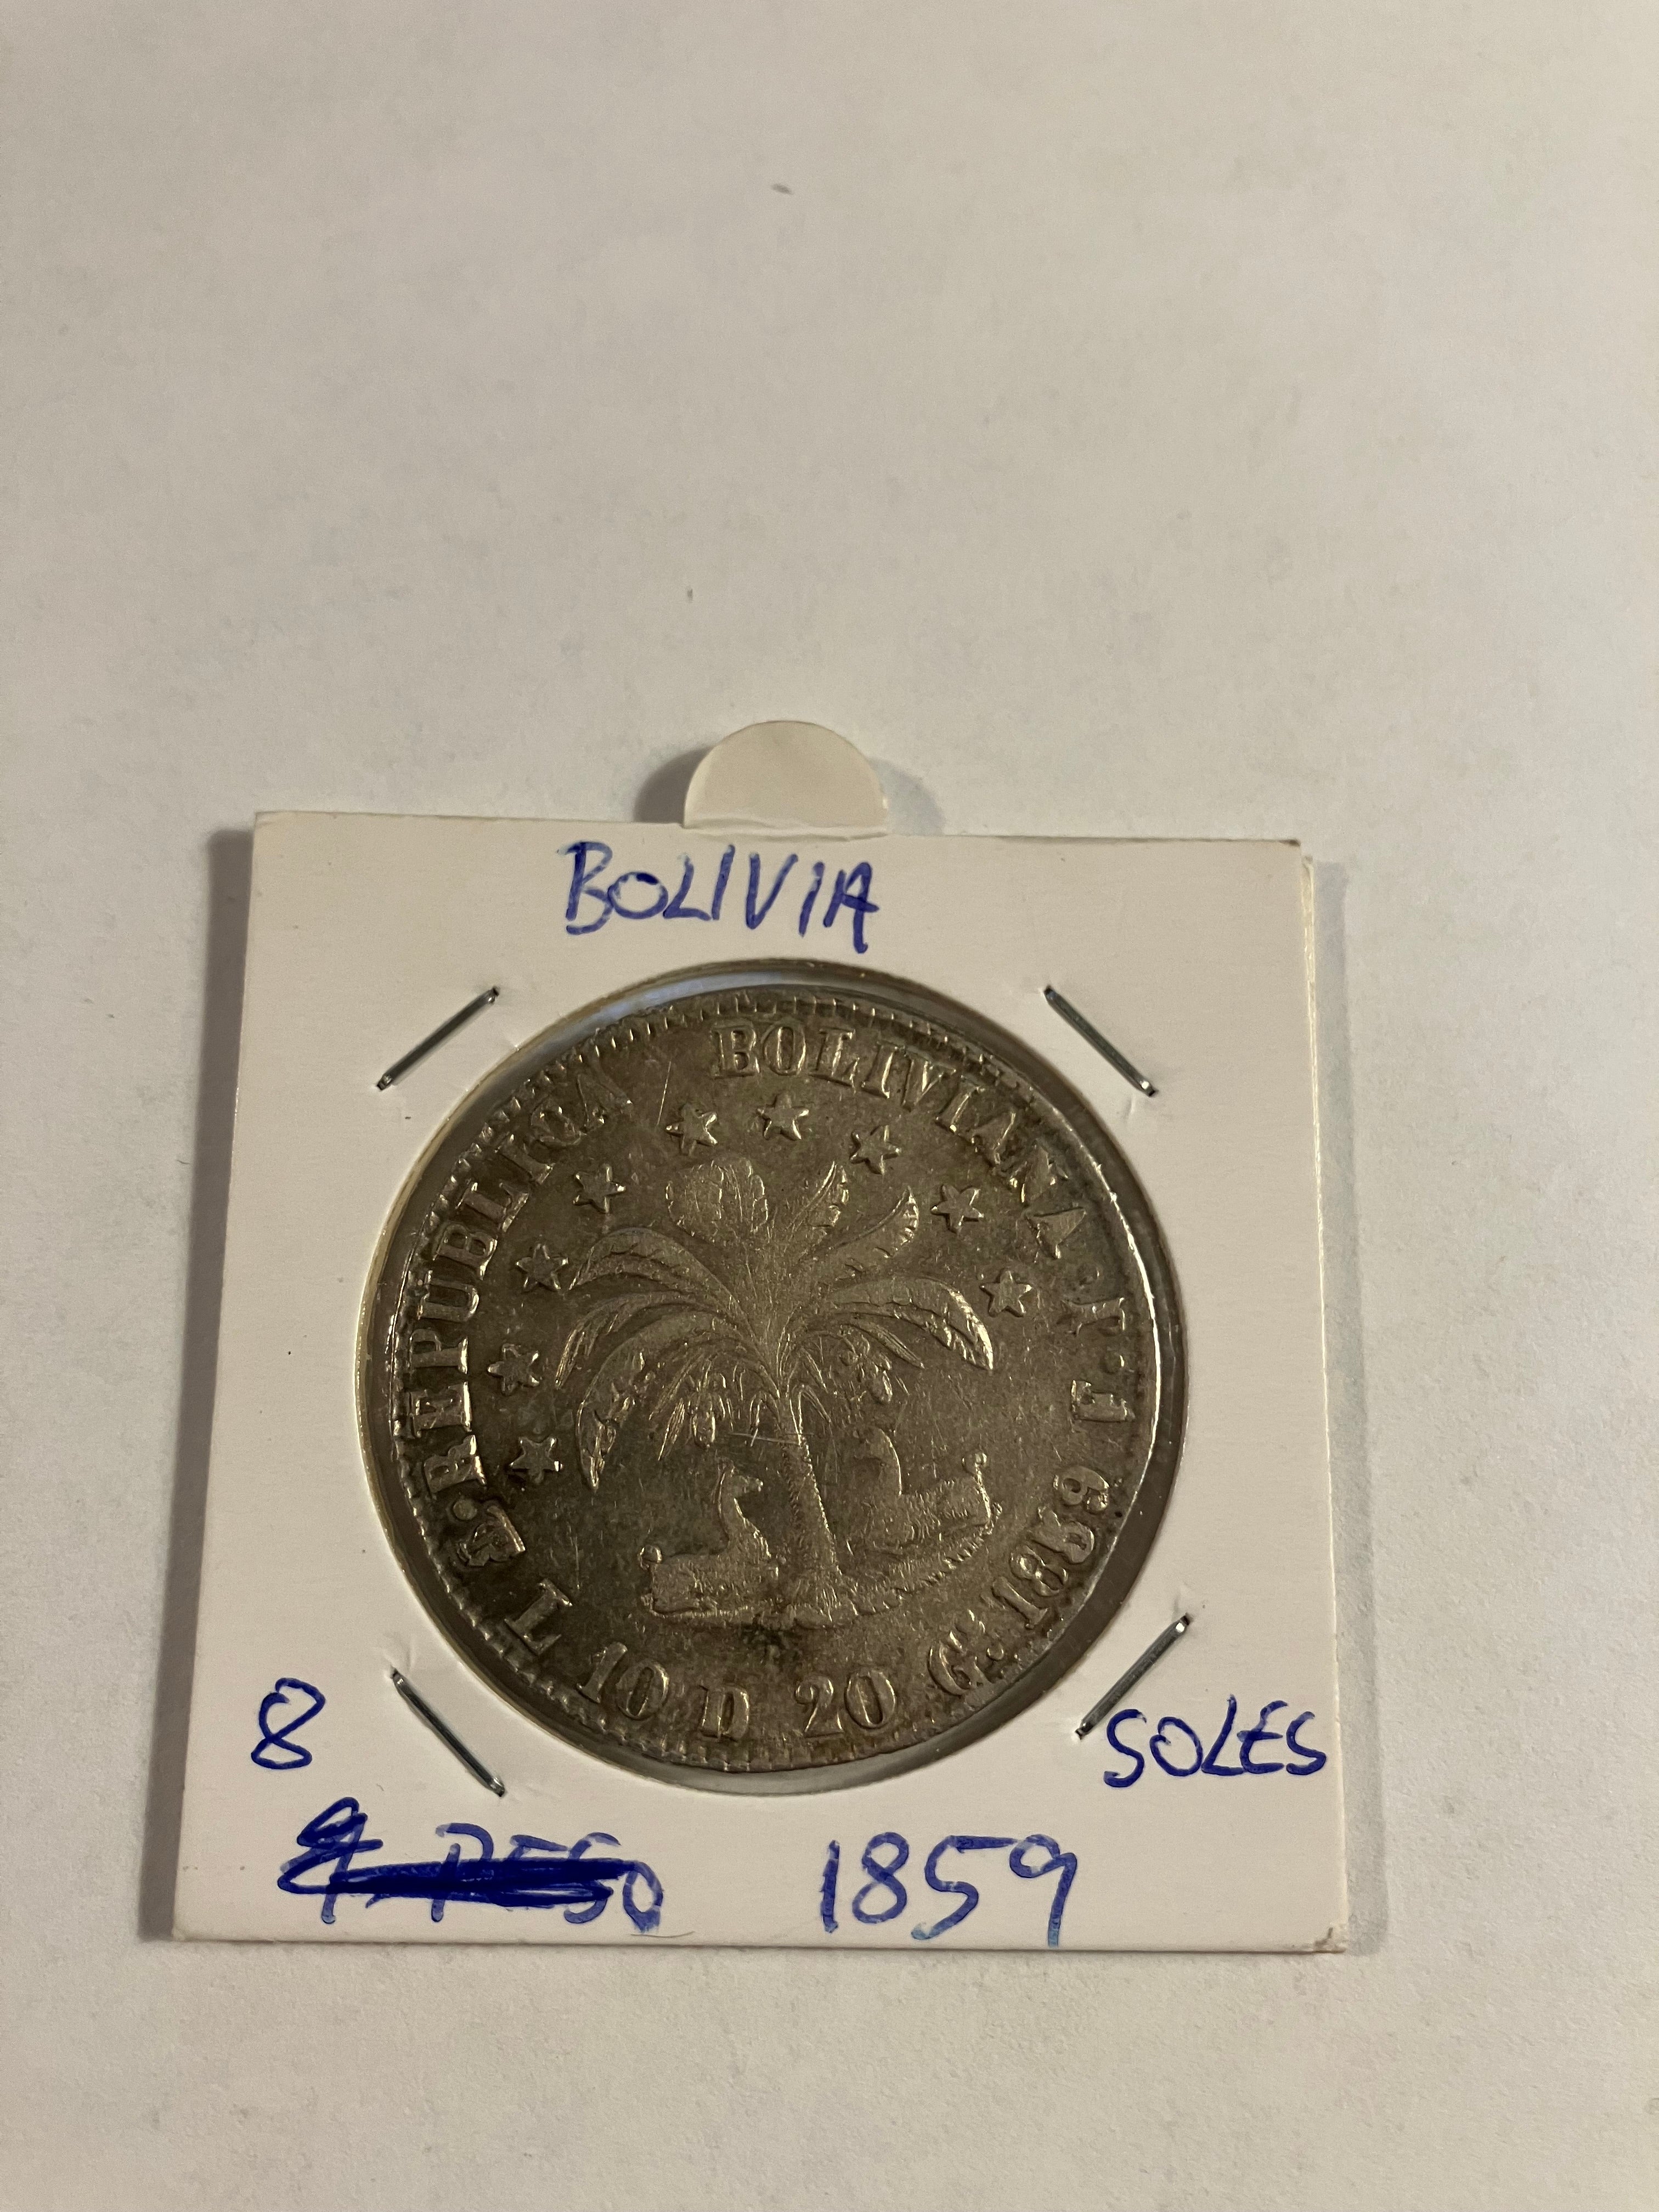 BOLIVIA
REPUBLICA BOLIVIANA. F. J
L 10 D 20 G.s 1859
8 SOLES
PESO 1859